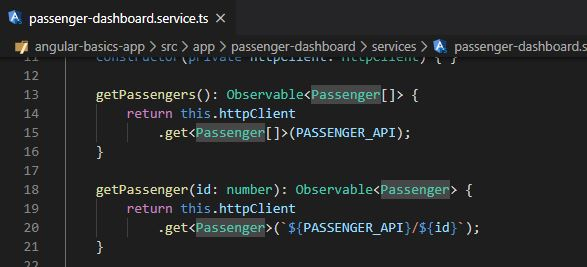 passenger-dashboard.service.ts ×
angular-basics-app > src > app > passenger-dashboard > services > passenger-dashboard.s
11 constructor(private httpClient: HttpClient) { }
12
13 getPassengers(): Observable<Passenger[]> {
14 return this.httpClient
15 .get<Passenger[]>(PASSENGER_API);
16 }
17
18 getPassenger(id: number): Observable<Passenger> {
19 return this.httpClient
20 .get<Passenger>(`${PASSENGER_API}/${id}`);
21 }